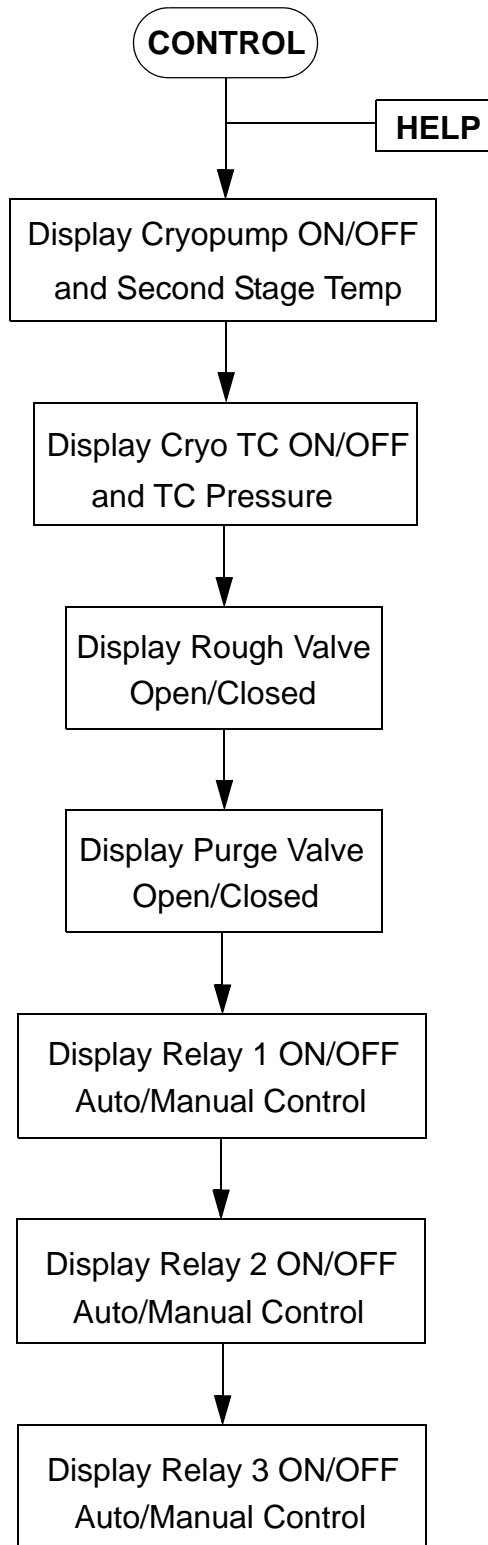 CONTROL
HELP
Display Cryopump ON/OFF
and Second Stage Temp
Display Cryo TC ON/OFF
and TC Pressure
Display Rough Valve
Open/Closed
Display Purge Valve
Open/Closed
Display Relay 1 ON/OFF
Auto/Manual Control
Display Relay 2 ON/OFF
Auto/Manual Control
Display Relay 3 ON/OFF
Auto/Manual Control